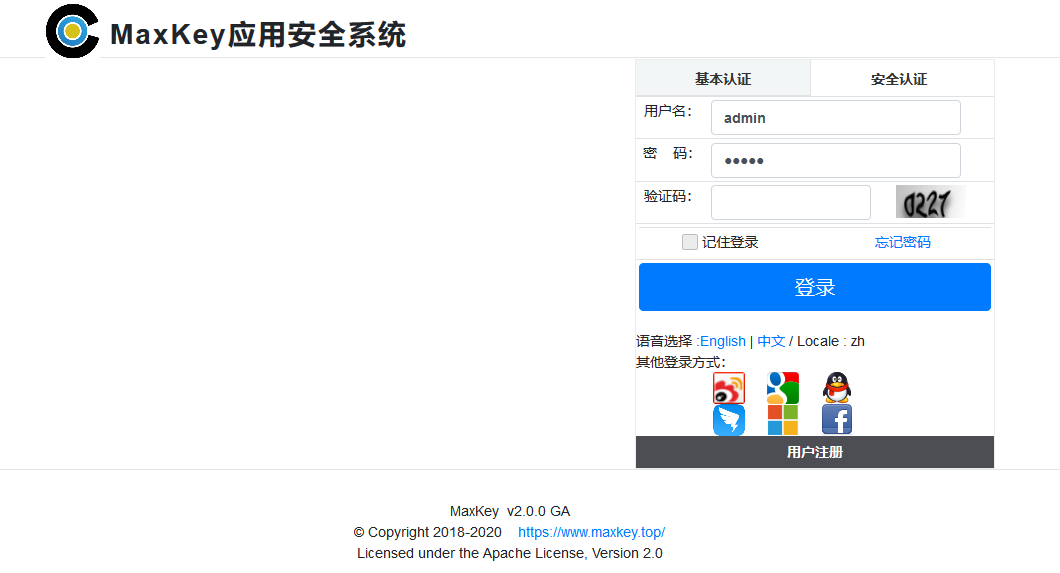 MaxKey应用安全系统
基本认证 安全认证
用户名： admin
密 码： •••••
验证码： 0227
记住登录 忘记密码
登录
语音选择 :English | 中文 / Locale : zh
其他登录方式：
用户注册
MaxKey v2.0.0 GA
© Copyright 2018-2020 https://www.maxkey.top/
Licensed under the Apache License, Version 2.0